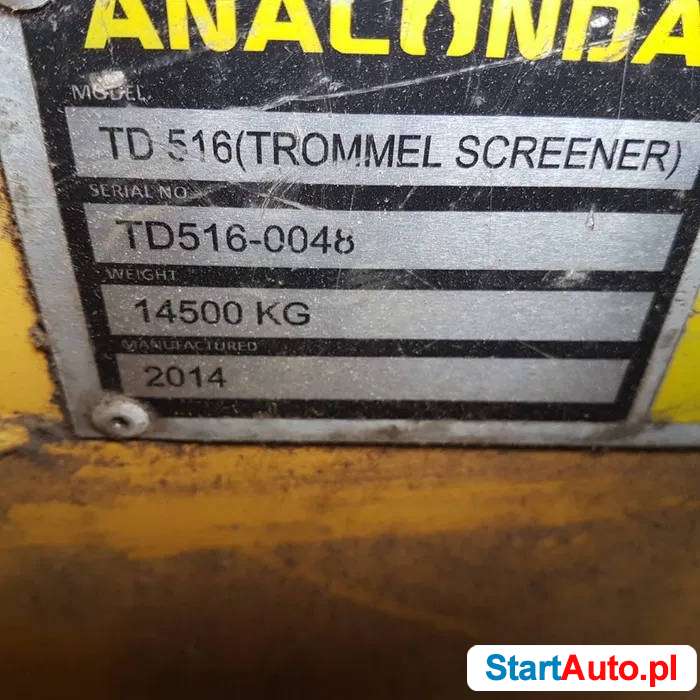 ANACONDA
MODEL
TD 516(TROMMEL SCREENER)
SERIAL NO
TD516-0048
WEIGHT
14500 KG
MANUFACTURED
2014
StartAuto.pl